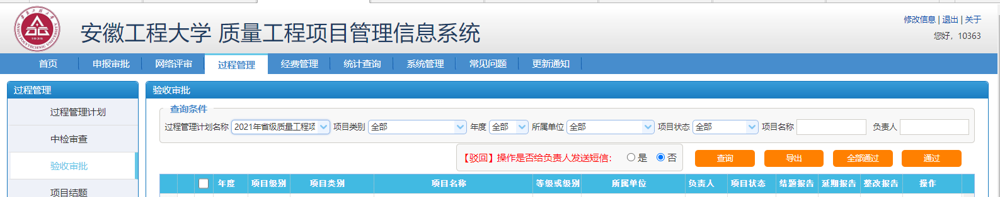 安徽工程大学 质量工程项目管理信息系统
修改信息 | 退出 | 关于
您好，10363
首页 申报审批 网络评审 过程管理 经费管理 统计查询 系统管理 常见问题 更新通知
过程管理
过程管理计划
中检审查
验收审批
项目结题
验收审批
查询条件
过程管理计划名称 2021年省级质量工程项 项目类别 全部 年度 全部 所属单位 全部 项目状态 全部 项目名称 负责人
【驳回】操作是否给负责人发送短信： 是 否 查询 导出 全部通过 通过
年度 项目级别 项目类别 项目名称 等级或级别 所属单位 负责人 项目状态 结题报告 延期报告 整改报告 操作